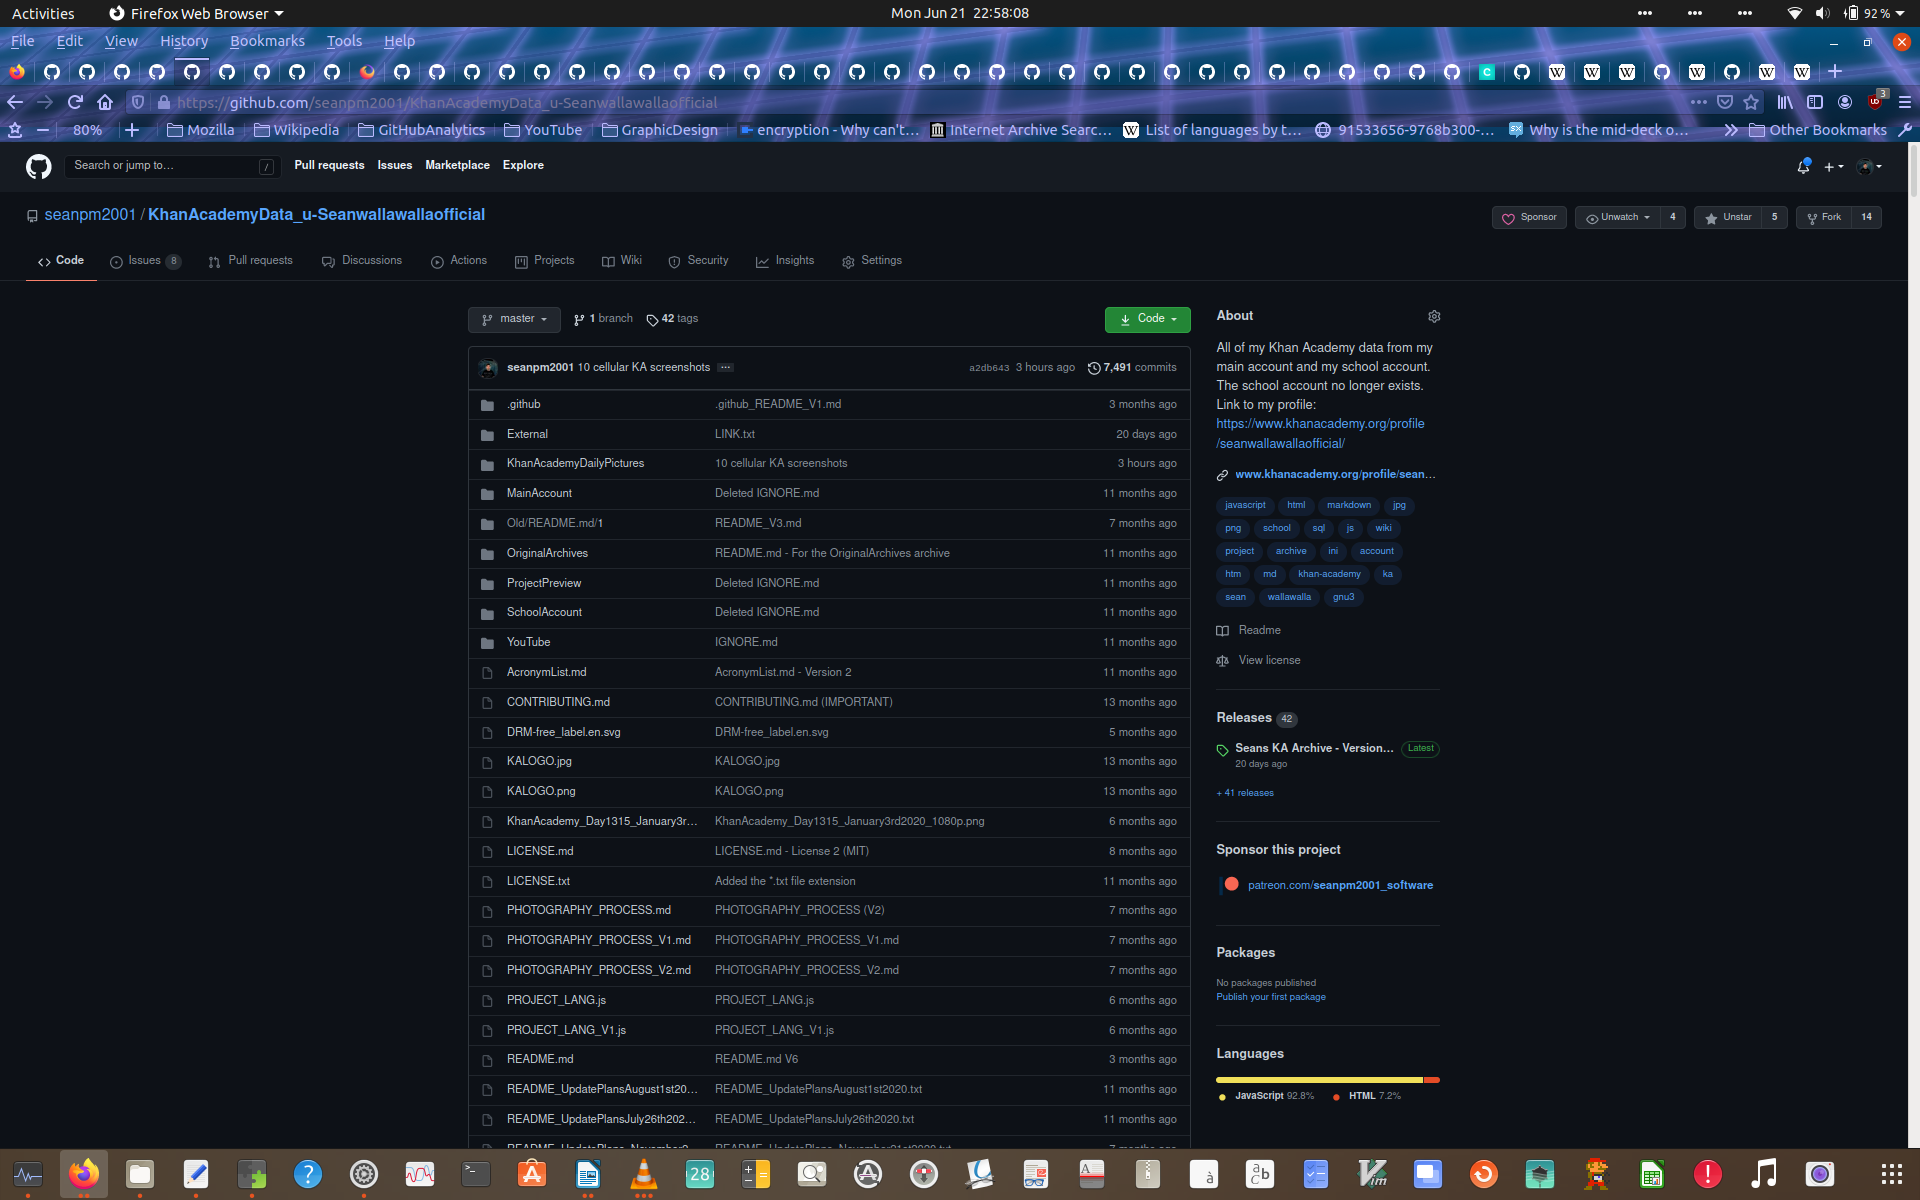 Activities
Firefox Web Browser
Mon Jun 21 22:58:08
92 %
File Edit View History Bookmarks Tools Help
https://github.com/seanpm2001/KhanAcademyData_u-Seanwallawallaofficial
3
80%
Mozilla
Wikipedia
GitHubAnalytics
YouTube
GraphicDesign
encryption - Why can't...
Internet Archive Searc...
List of languages by t...
91533656-9768b300-...
Why is the mid-deck o...
Other Bookmarks
Search or jump to...
/
Pull requests Issues Marketplace Explore
seanpm2001 / KhanAcademyData_u-Seanwallawallaofficial
Sponsor
Unwatch 4
Unstar 5
Fork 14
Code
Issues 8
Pull requests
Discussions
Actions
Projects
Wiki
Security
Insights
Settings
master
1 branch
42 tags
Code
seanpm2001 10 cellular KA screenshots ... a2db643 3 hours ago 7,491 commits
.github .github_README_V1.md 3 months ago
External LINK.txt 20 days ago
KhanAcademyDailyPictures 10 cellular KA screenshots 3 hours ago
MainAccount Deleted IGNORE.md 11 months ago
Old/README.md/1 README_V3.md 7 months ago
OriginalArchives README.md - For the OriginalArchives archive 11 months ago
ProjectPreview Deleted IGNORE.md 11 months ago
SchoolAccount Deleted IGNORE.md 11 months ago
YouTube IGNORE.md 11 months ago
AcronymList.md AcronymList.md - Version 2 11 months ago
CONTRIBUTING.md CONTRIBUTING.md (IMPORTANT) 13 months ago
DRM-free_label.en.svg DRM-free_label.en.svg 5 months ago
KALOGO.jpg KALOGO.jpg 13 months ago
KALOGO.png KALOGO.png 13 months ago
KhanAcademy_Day1315_January3r... KhanAcademy_Day1315_January3rd2020_1080p.png 6 months ago
LICENSE.md LICENSE.md - License 2 (MIT) 8 months ago
LICENSE.txt Added the *.txt file extension 11 months ago
PHOTOGRAPHY_PROCESS.md PHOTOGRAPHY_PROCESS (V2) 7 months ago
PHOTOGRAPHY_PROCESS_V1.md PHOTOGRAPHY_PROCESS_V1.md 7 months ago
PHOTOGRAPHY_PROCESS_V2.md PHOTOGRAPHY_PROCESS_V2.md 7 months ago
PROJECT_LANG.js PROJECT_LANG.js 6 months ago
PROJECT_LANG_V1.js PROJECT_LANG_V1.js 6 months ago
README.md README.md V6 3 months ago
README_UpdatePlansAugust1st20... README_UpdatePlansAugust1st2020.txt 11 months ago
README_UpdatePlansJuly26th202... README_UpdatePlansJuly26th2020.txt 11 months ago
About
All of my Khan Academy data from my
main account and my school account.
The school account no longer exists.
Link to my profile:
https://www.khanacademy.org/profile
/seanwallawallaofficial/
www.khanacademy.org/profile/sean...
javascript html markdown jpg
png school sql js wiki
project archive ini account
htm md khan-academy ka
sean wallawalla gnu3
Readme
View license
Releases 42
Seans KA Archive - Version... Latest
20 days ago
+ 41 releases
Sponsor this project
patreon.com/seanpm2001_software
Packages
No packages published
Publish your first package
Languages
JavaScript 92.8% HTML 7.2%
28